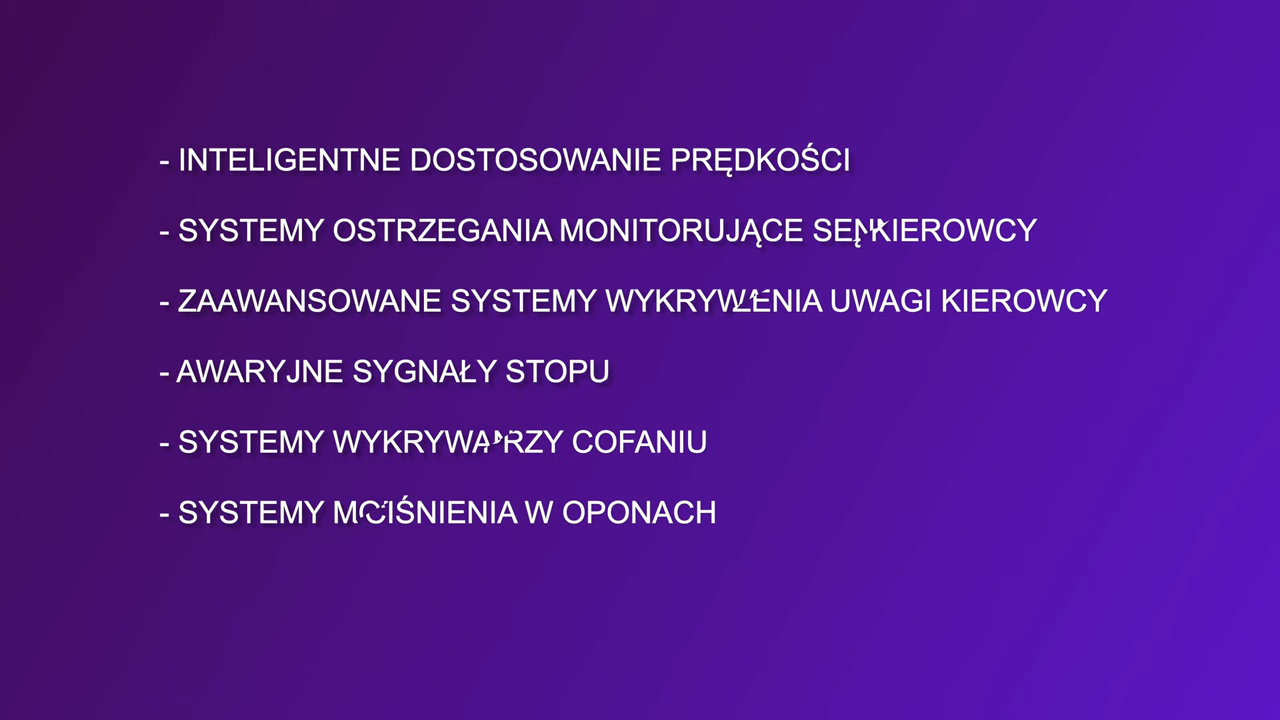 - INTELIGENTNE DOSTOSOWANIE PRĘDKOŚCI
- SYSTEMY OSTRZEGANIA MONITORUJĄCE
- ZAAWANSOWANE SYSTEMY UWAGI KIEROWCY
- AWARYJNE SYGNAŁY STOPU
- SYSTEMY COFANIU
- SYSTEMY W OPONACH